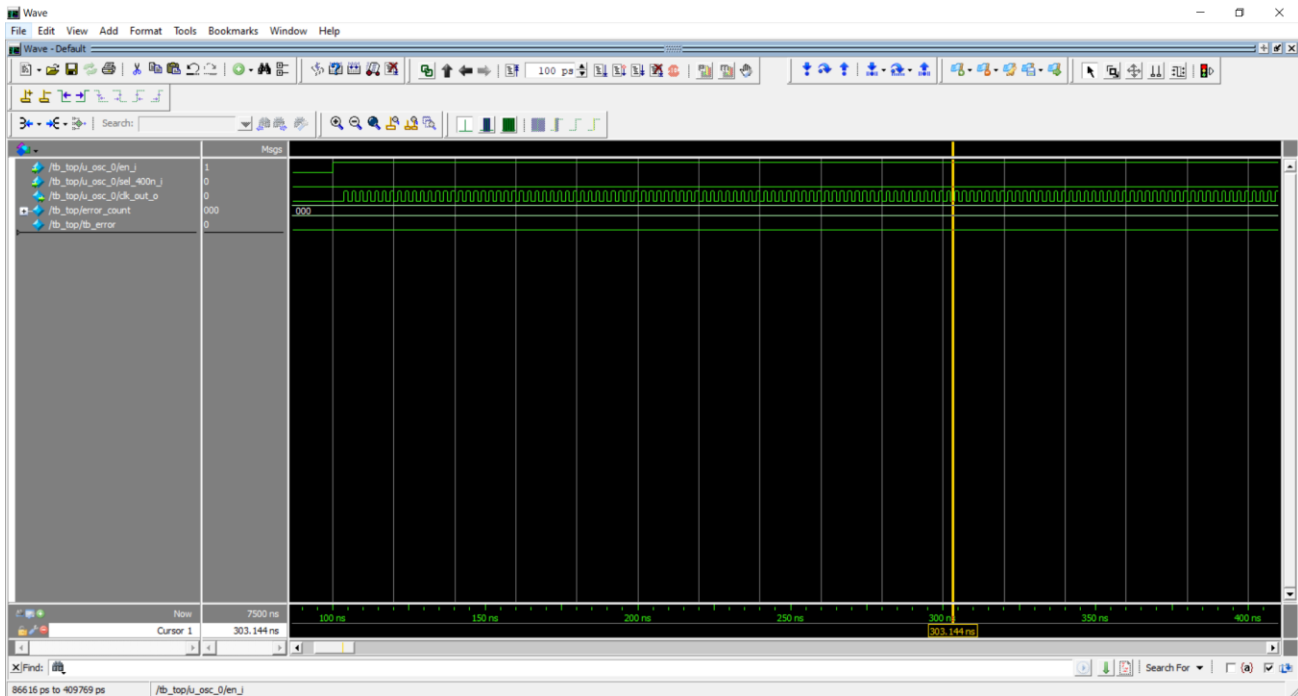 Wave
File Edit View Add Format Tools Bookmarks Window Help
Wave - Default
100 ps
Search:
Msgs
/tb_top/u_osc_0/en_i 1
/tb_top/u_osc_0/sel_400n_i 0
/tb_top/u_osc_0/clk_out_o 0
/tb_top/error_count 000 000
/tb_top/tb_error 0
Now 7500 ns
100 ns 150 ns 200 ns 250 ns 300 n 350 ns 400 ns
Cursor 1 303.144 ns 303.144 ns
Find: Search For
86616 ps to 409769 ps /tb_top/u_osc_0/en_i